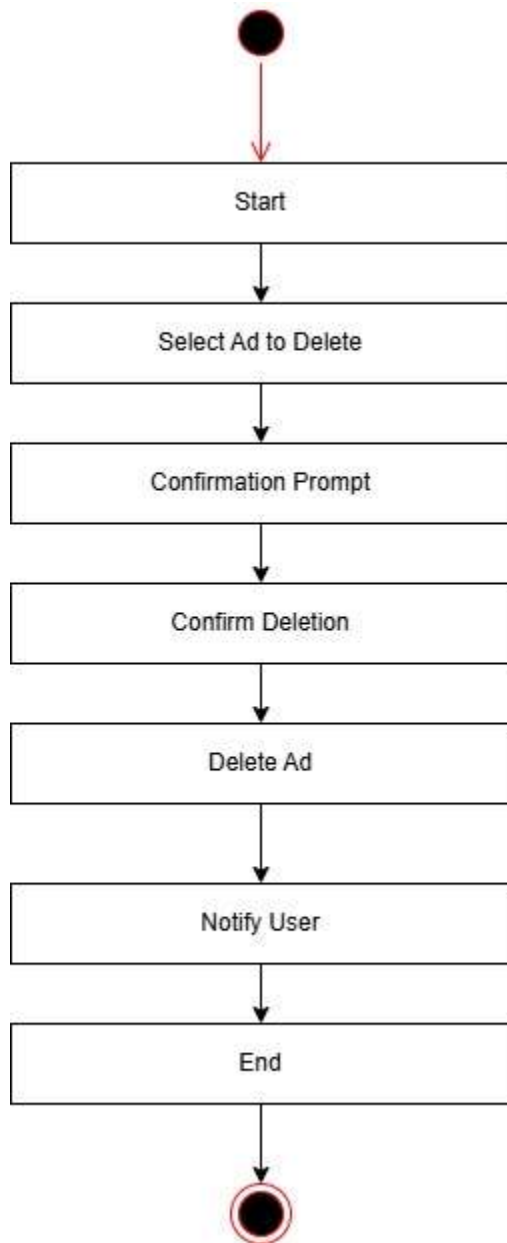 Start
Select Ad to Delete
Confirmation Prompt
Confirm Deletion
Delete Ad
Notify User
End